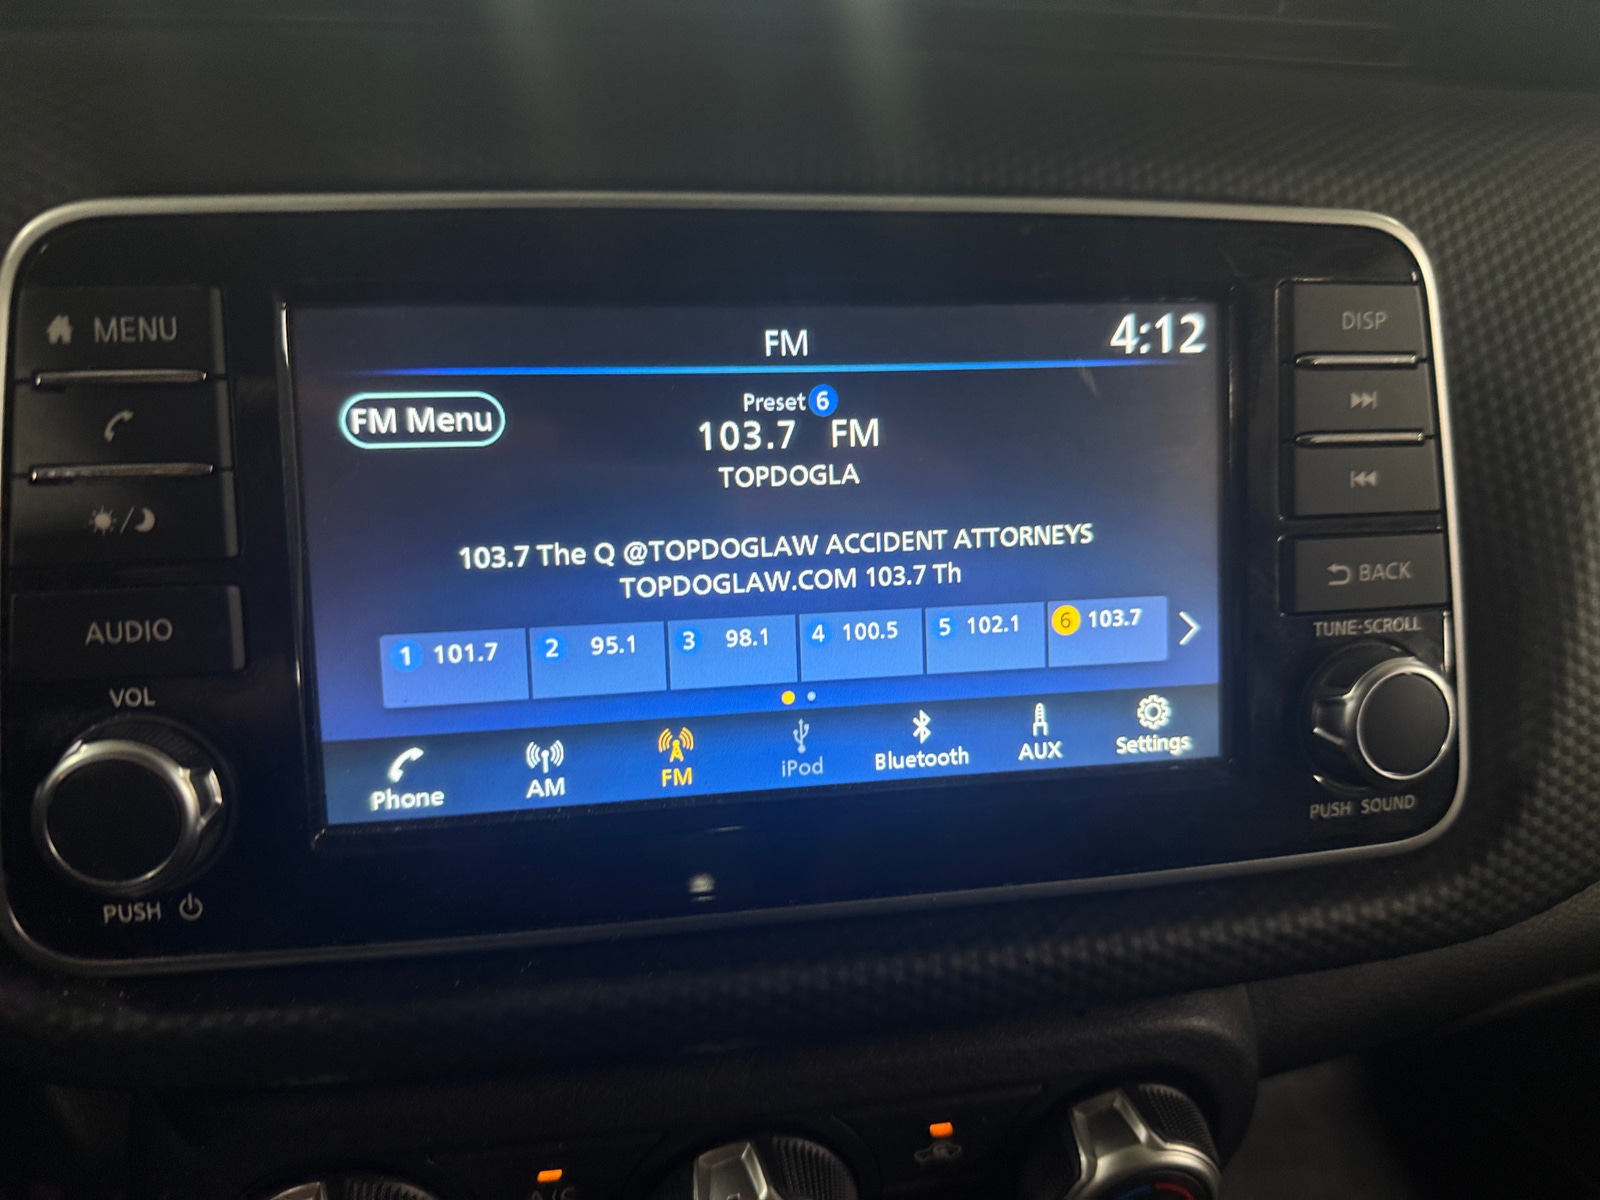 MENU
AUDIO
VOL
PUSH
FM
4:12
FM Menu
Preset 6
103.7 FM
TOPDOGLA
103.7 The Q @TOPDOGLAW ACCIDENT ATTORNEYS
TOPDOGLAW.COM 103.7 Th
1 101.7 2 95.1 3 98.1 4 100.5 5 102.1 6 103.7
Phone AM FM iPod Bluetooth AUX Settings
DISP
BACK
TUNE·SCROLL
PUSH SOUND
A/C